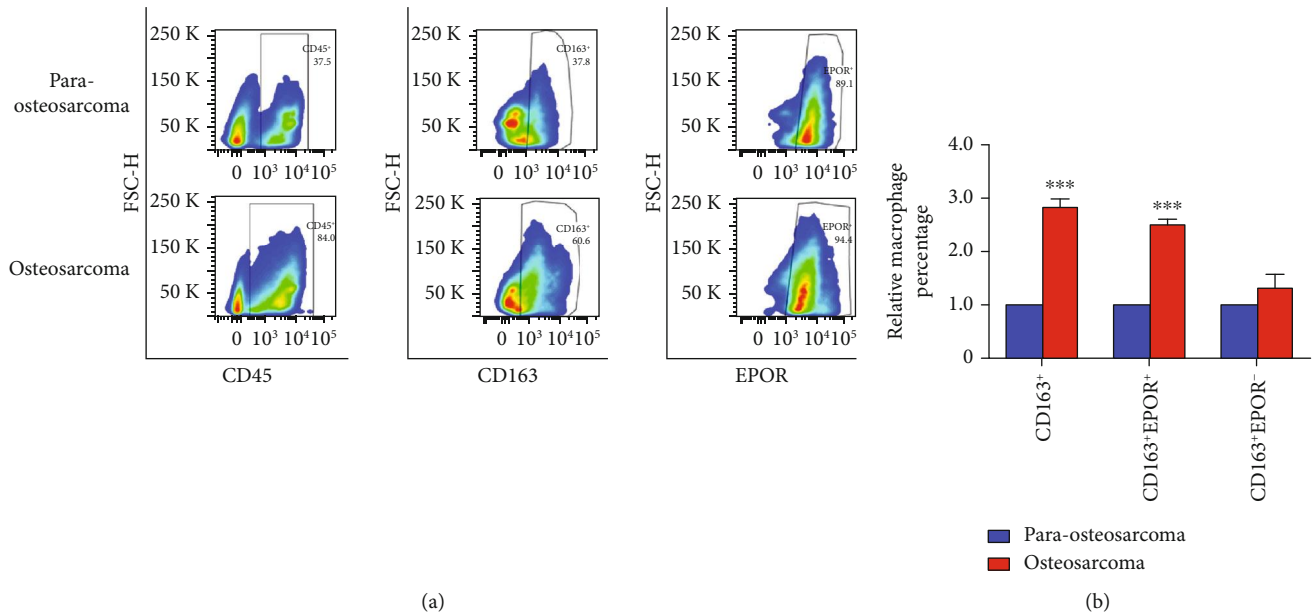 Para-
osteosarcoma
FSC-H
250 K
150 K
50 K
CD45⁺
37.5
0 10³ 10⁴ 10⁵
250 K
150 K
50 K
CD163⁺
37.8
0 10³ 10⁴ 10⁵
FSC-H
250 K
150 K
50 K
EPOR⁺
89.1
0 10³ 10⁴ 10⁵
Osteosarcoma
FSC-H
250 K
150 K
50 K
CD45⁺
84.0
0 10³ 10⁴ 10⁵
CD45
FSC-H
250 K
150 K
50 K
CD163⁺
60.6
0 10³ 10⁴ 10⁵
CD163
FSC-H
250 K
150 K
50 K
EPOR⁺
94.4
0 10³ 10⁴ 10⁵
EPOR
FSC-H
(a)
Relative macrophage
percentage
4.0
3.0
2.0
1.0
0
***
***
CD163⁺
CD163⁺EPOR⁺
CD163⁺EPOR⁻
Para-osteosarcoma
Osteosarcoma
(b)